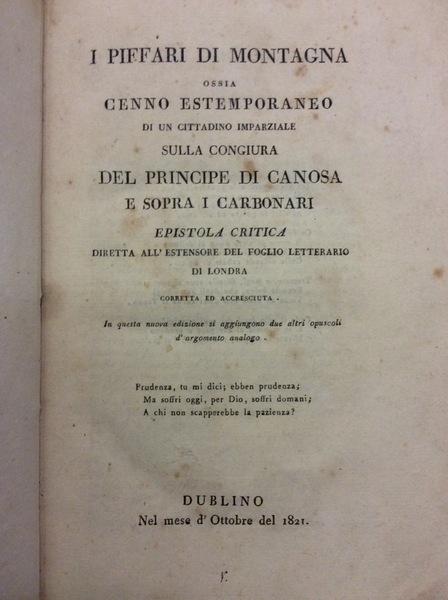 I PIFFARI DI MONTAGNA
OSSIA
CENNO ESTEMPORANEO
DI UN CITTADINO IMPARZIALE
SULLA CONGIURA
DEL PRINCIPE DI CANOSA
E SOPRA I CARBONARI
EPISTOLA CRITICA
DIRETTA ALL' ESTENSORE DEL FOGLIO LETTERARIO
DI LONDRA
CORRETTA ED ACCRESCIUTA.
In questa nuova edizione si aggiungono due altri opuscoli
d' argomento analogo.
Prudenza, tu mi dici; ebben prudenza;
Ma soffri oggi, per Dio, soffri domani;
A chi non scapperebbe la pazienza?
DUBLINO
Nel mese d' Ottobre del 1821.